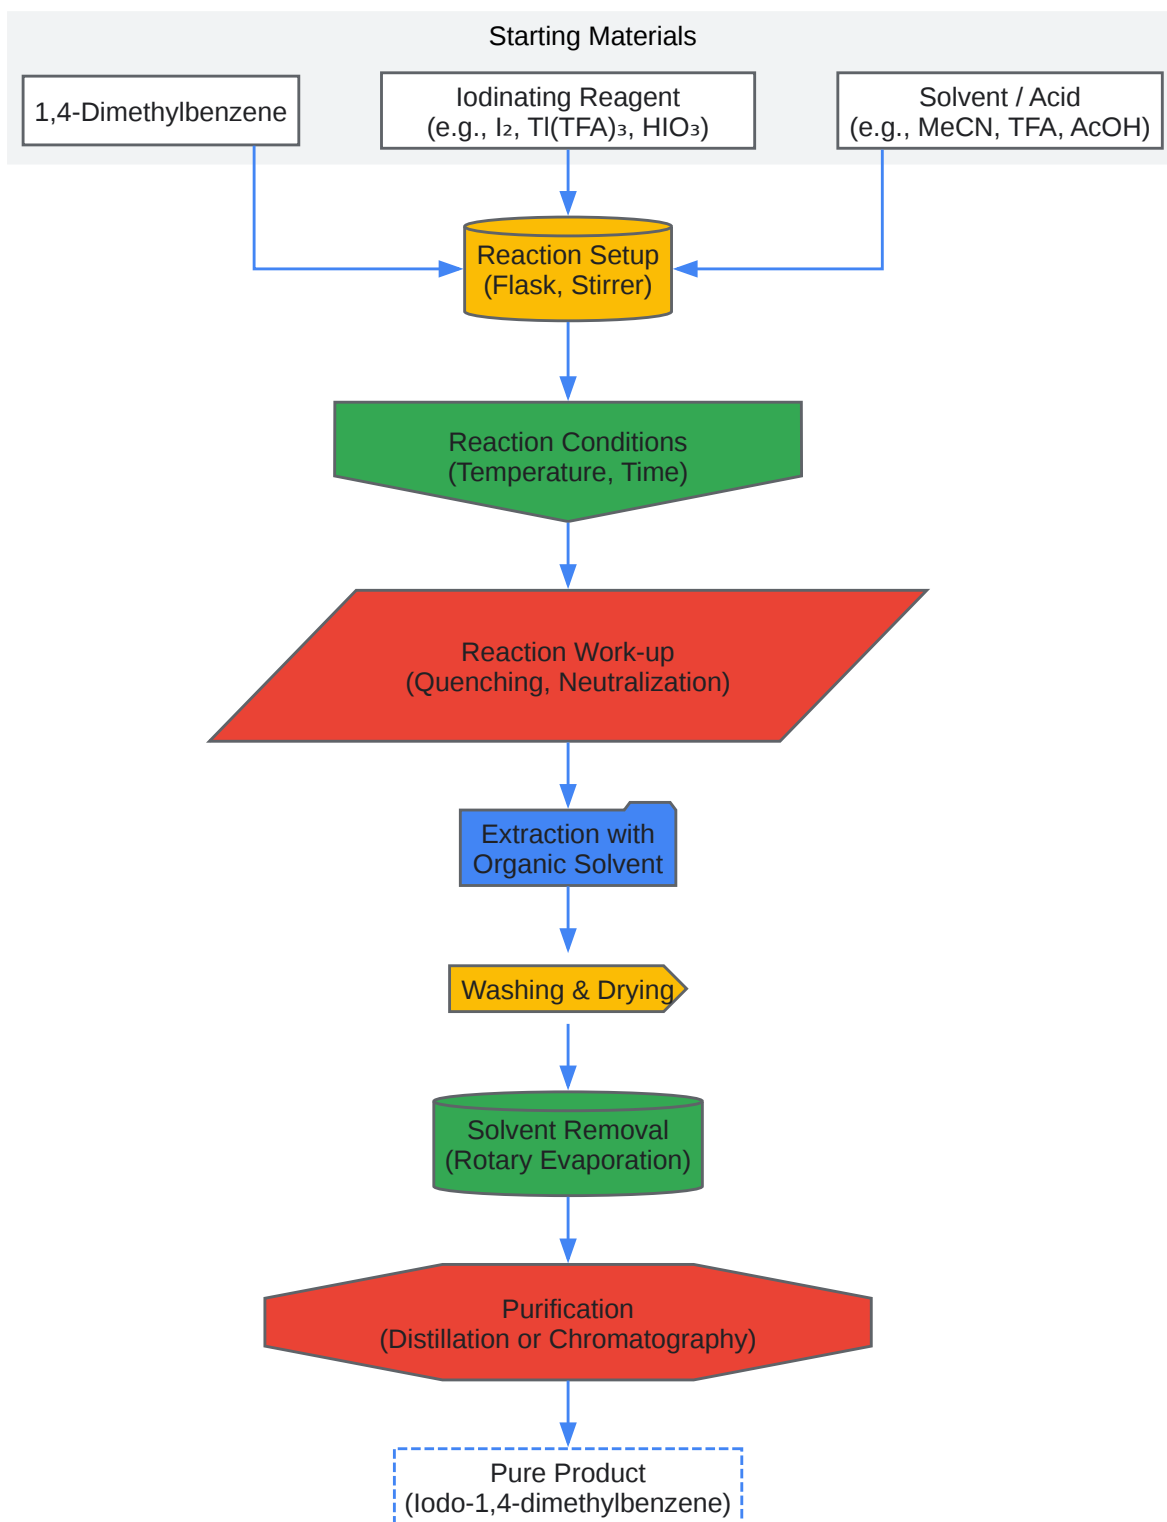 Starting Materials
1,4-Dimethylbenzene
Iodinating Reagent
(e.g., I₂, Tl(TFA)₃, HIO₃)
Solvent / Acid
(e.g., MeCN, TFA, AcOH)
Reaction Setup
(Flask, Stirrer)
Reaction Conditions
(Temperature, Time)
Reaction Work-up
(Quenching, Neutralization)
Extraction with
Organic Solvent
Washing & Drying
Solvent Removal
(Rotary Evaporation)
Purification
(Distillation or Chromatography)
Pure Product
(Iodo-1,4-dimethylbenzene)